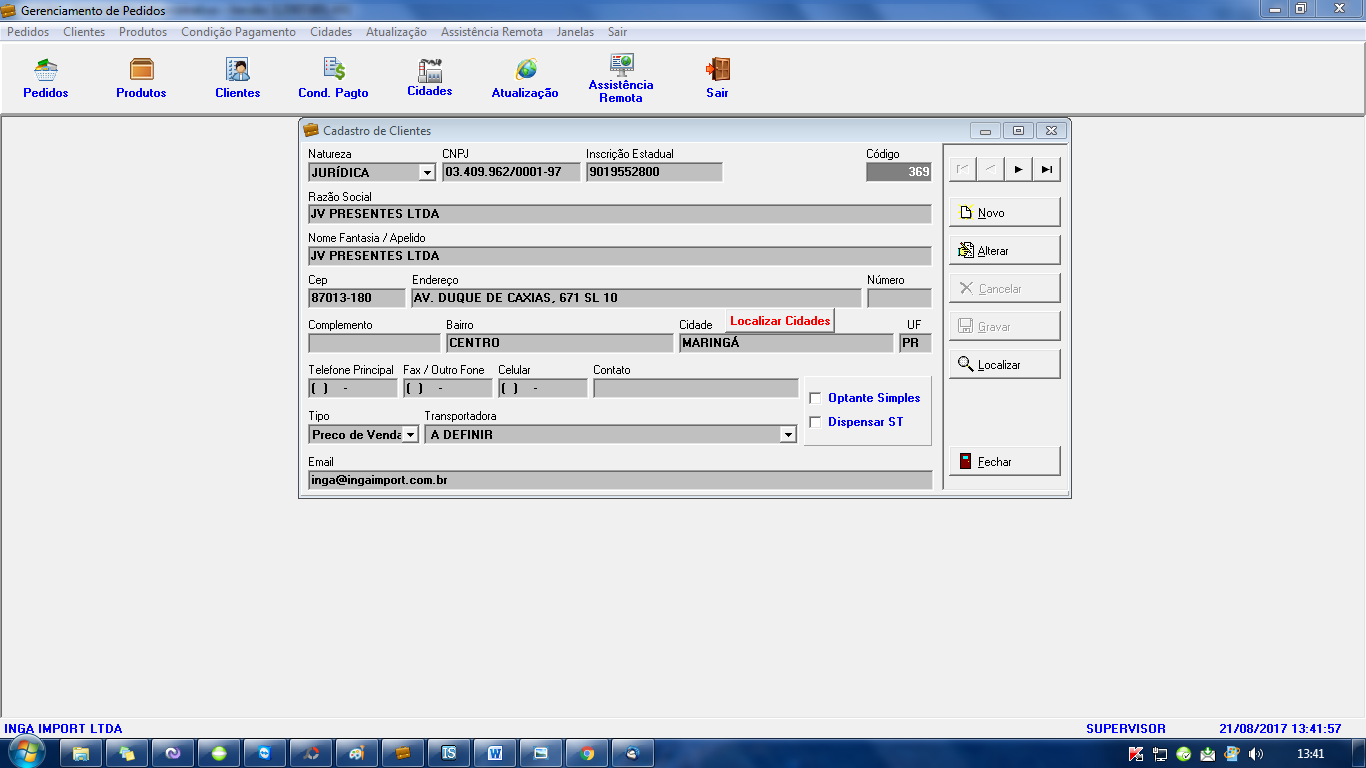 Gerenciamento de Pedidos
Pedidos Clientes Produtos Condição Pagamento Cidades Atualização Assistência Remota Janelas Sair
Pedidos Produtos Clientes Cond. Pagto Cidades Atualização Assistência Remota Sair
Cadastro de Clientes
Natureza CNPJ Inscrição Estadual Código
JURÍDICA 03.409.962/0001-97 9019552800 369
Razão Social
JV PRESENTES LTDA
Novo
Nome Fantasia / Apelido
JV PRESENTES LTDA
Alterar
Cep Endereço Número
87013-180 AV. DUQUE DE CAXIAS, 671 SL 10
Cancelar
Complemento Bairro Cidade Localizar Cidades UF
CENTRO MARINGÁ PR
Gravar
Localizar
Telefone Principal Fax / Outro Fone Celular Contato
( ) - ( ) - ( ) -
Optante Simples
Dispensar ST
Tipo Transportadora
Preco de Venda A DEFINIR
Email
inga@ingaimport.com.br
Fechar
INGA IMPORT LTDA SUPERVISOR 21/08/2017 13:41:57
13:41